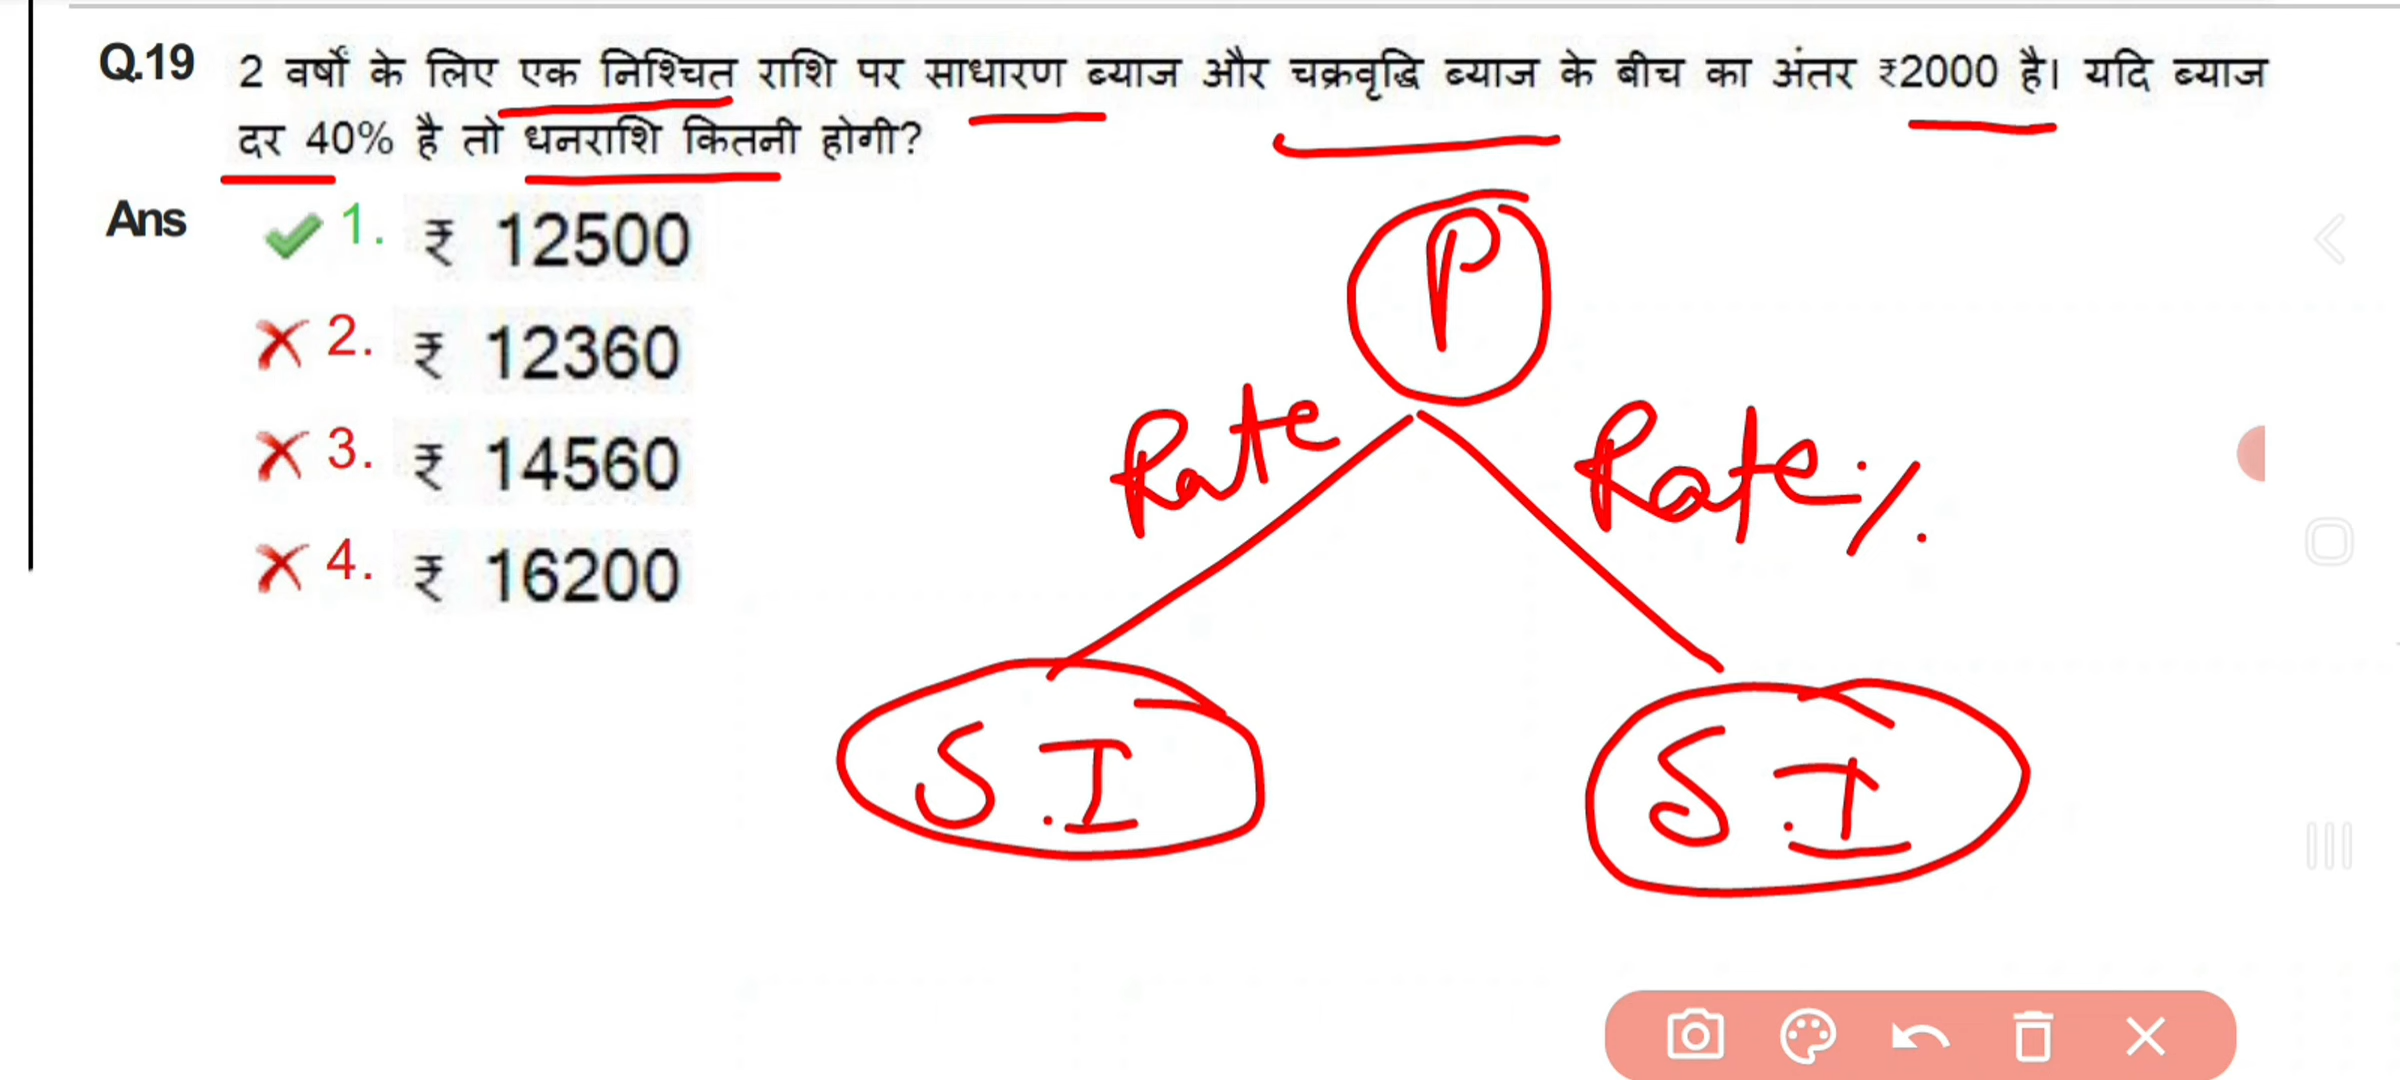 Q.19 2 वर्षों के लिए एक निश्चित राशि पर साधारण ब्याज और चक्रवृद्धि ब्याज के बीच का अंतर ₹2000 है। यदि ब्याज
दर 40% है तो धनराशि कितनी होगी?
Ans 1. ₹ 12500
2. ₹ 12360
3. ₹ 14560
4. ₹ 16200
P
Rate Rate%
S.I S.I